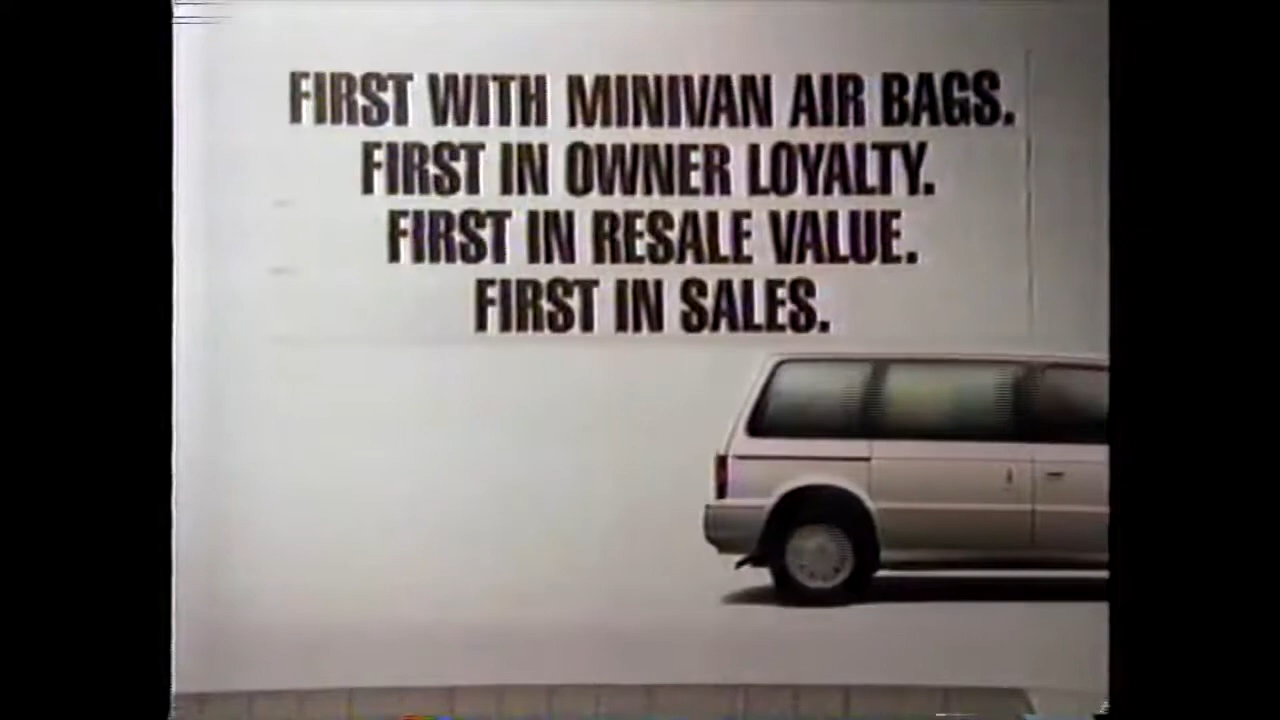 FIRST WITH MINIVAN AIR BAGS.
FIRST IN OWNER LOYALTY.
FIRST IN RESALE VALUE.
FIRST IN SALES.